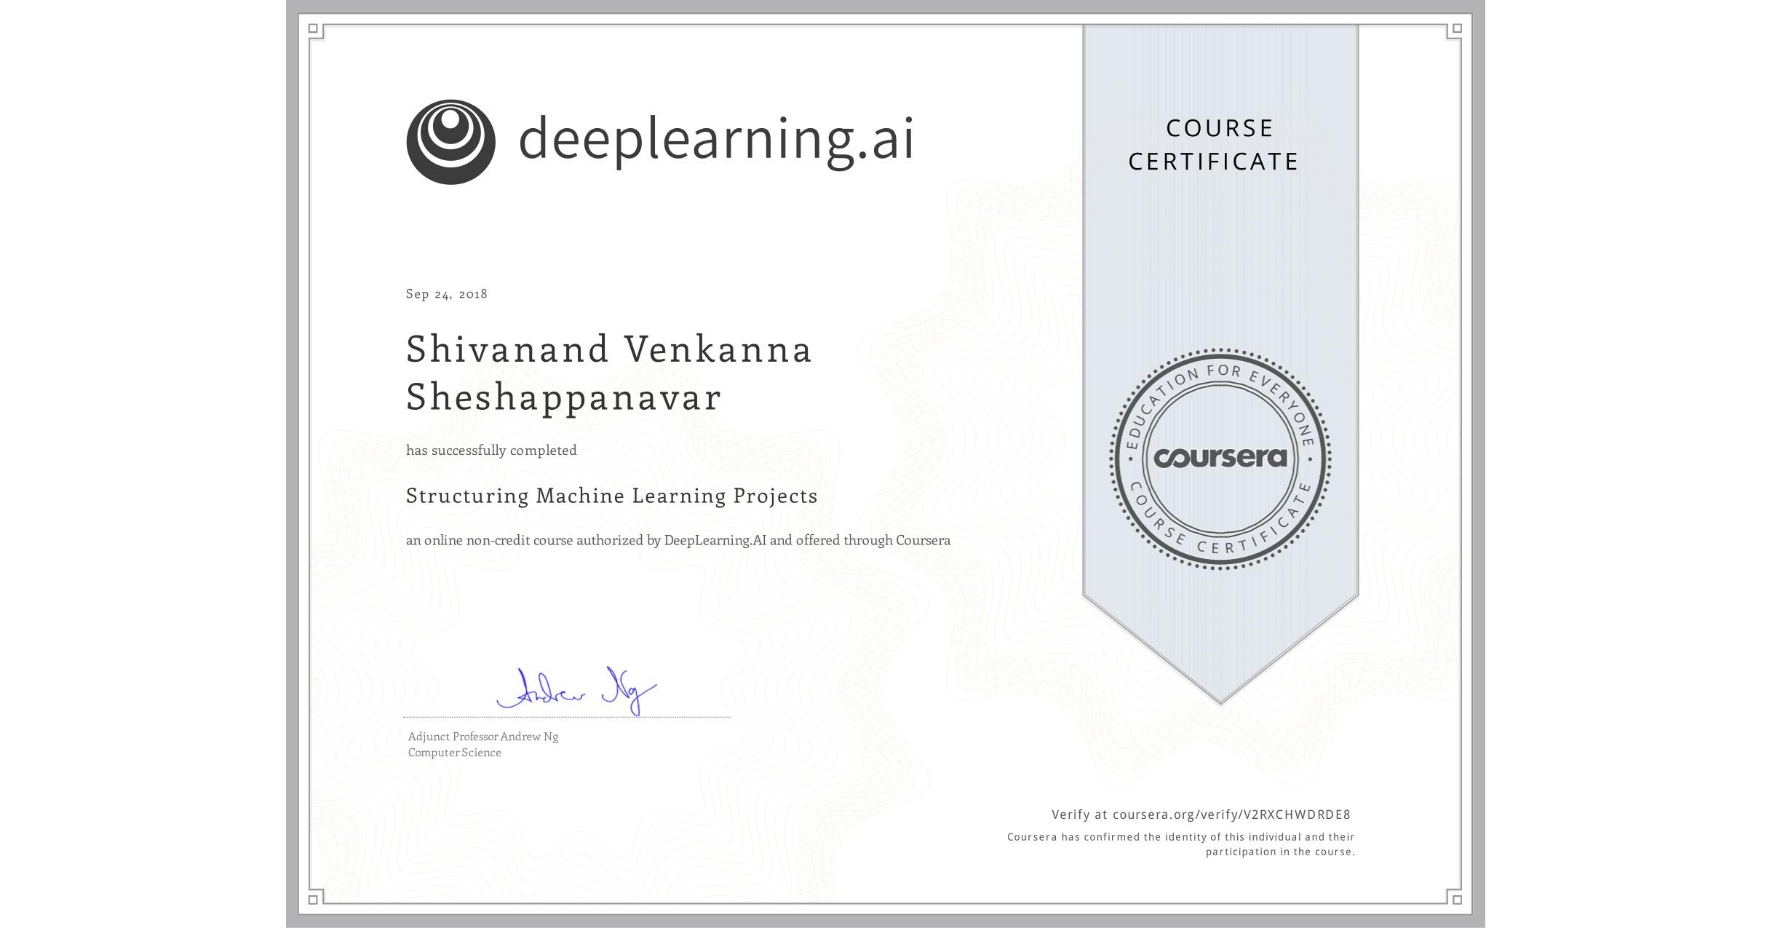 deeplearning.ai
COURSE
CERTIFICATE
Sep 24, 2018
Shivanand Venkanna
Sheshappanavar
has successfully completed
Structuring Machine Learning Projects
an online non-credit course authorized by DeepLearning.AI and offered through Coursera
EDUCATION FOR EVERYONE
coursera
COURSE CERTIFICATE
Andrew Ng
Adjunct Professor Andrew Ng
Computer Science
Verify at coursera.org/verify/V2RXCHWDRDE8
Coursera has confirmed the identity of this individual and their
participation in the course.